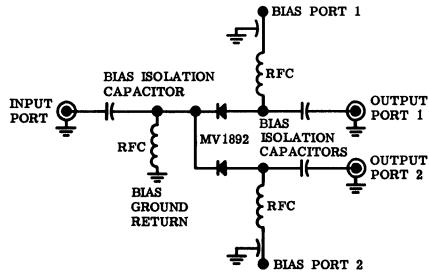 BIAS PORT 1
RFC
BIAS ISOLATION
CAPACITOR
INPUT
PORT
OUTPUT
PORT 1
RFC
MV1892
BIAS
ISOLATION
CAPACITORS
OUTPUT
PORT 2
BIAS
GROUND
RETURN
RFC
BIAS PORT 2